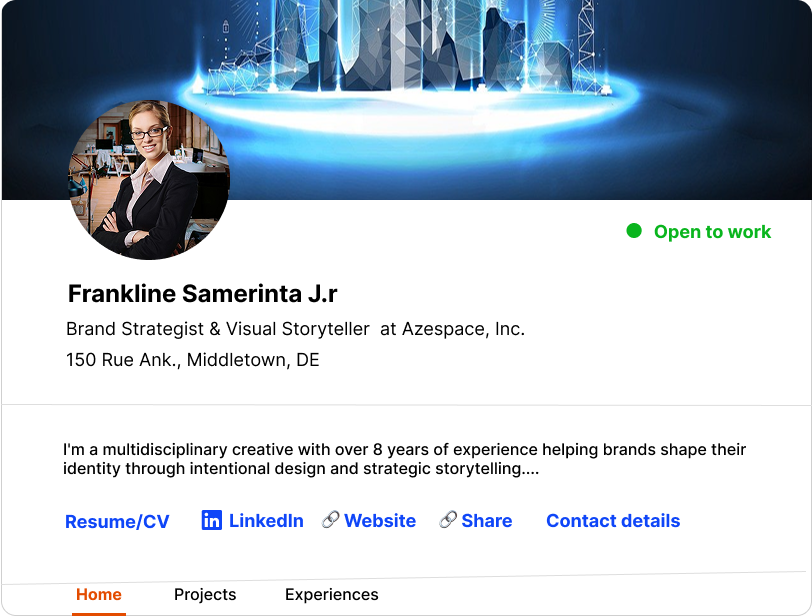 Open to work
Frankline Samerinta J.r
Brand Strategist & Visual Storyteller at Azespace, Inc.
150 Rue Ank., Middletown, DE
I'm a multidisciplinary creative with over 8 years of experience helping brands shape their
identity through intentional design and strategic storytelling....
Resume/CV LinkedIn Website Share Contact details
Home Projects Experiences